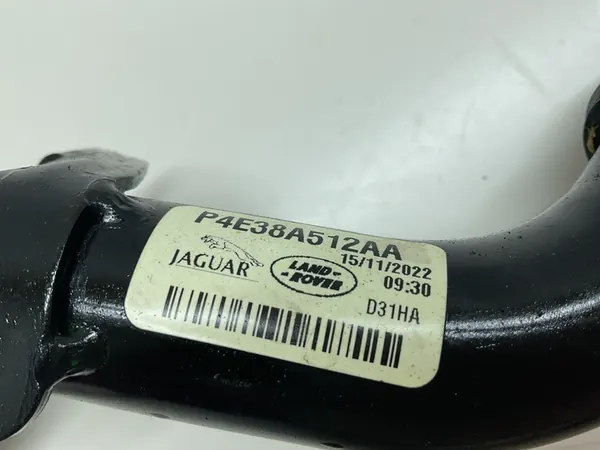 P4E38A512AA
15/11/2022
JAGUAR
LAND-
-ROVER
09:30
D31HA